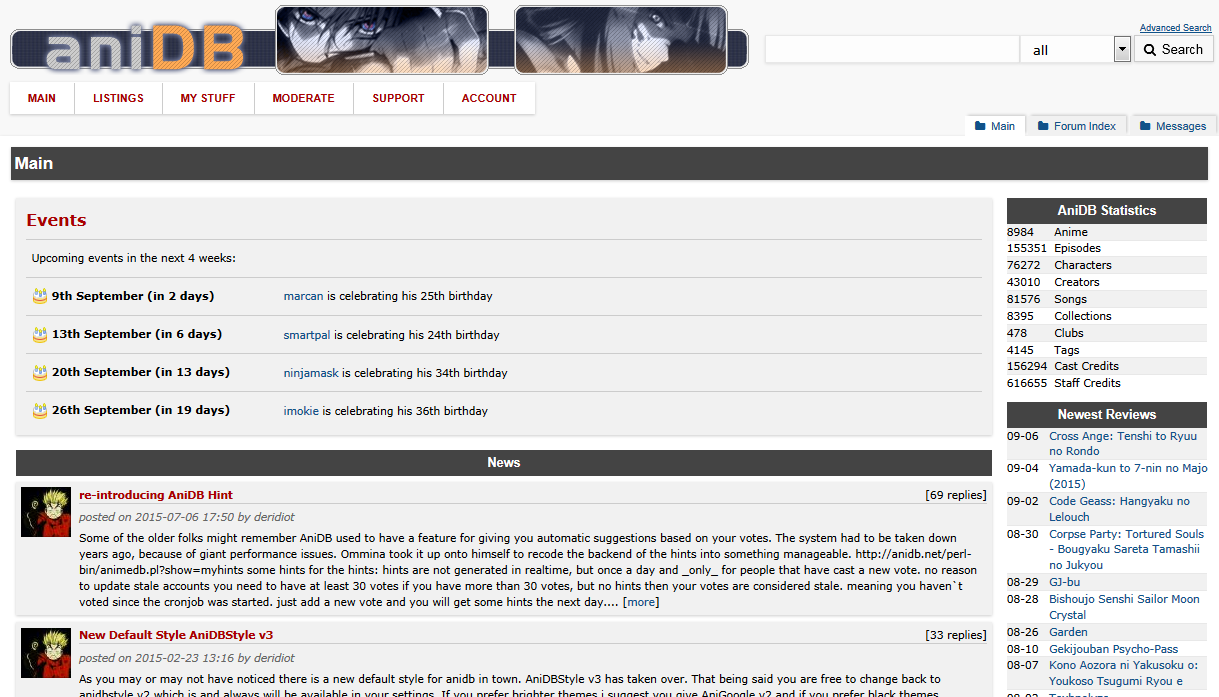 aniDB
Advanced Search
all
Search
MAIN LISTINGS MY STUFF MODERATE SUPPORT ACCOUNT
Main Forum Index Messages
Main
Events
Upcoming events in the next 4 weeks:
9th September (in 2 days) marcan is celebrating his 25th birthday
13th September (in 6 days) smartpal is celebrating his 24th birthday
20th September (in 13 days) ninjamask is celebrating his 34th birthday
26th September (in 19 days) imokie is celebrating his 36th birthday
News
re-introducing AniDB Hint [69 replies]
posted on 2015-07-06 17:50 by deridiot
Some of the older folks might remember AniDB used to have a feature for giving you automatic suggestions based on your votes. The system had to be taken down
years ago, because of giant performance issues. Ommina took it up onto himself to recode the backend of the hints into something manageable. http://anidb.net/perl-
bin/animedb.pl?show=myhints some hints for the hints: hints are not generated in realtime, but once a day and _only_ for people that have cast a new vote. no reason
to update stale accounts you need to have at least 30 votes if you have more than 30 votes, but no hints then your votes are considered stale. meaning you haven`t
voted since the cronjob was started. just add a new vote and you will get some hints the next day.... [more]
New Default Style AniDBStyle v3 [33 replies]
posted on 2015-02-23 13:16 by deridiot
As you may or may not have noticed there is a new default style for anidb in town. AniDBStyle v3 has taken over. That being said you are free to change back to
anidbstyle v2 which is and always will be available in your settings. If you prefer brighter themes i suggest you give AniGoogle v2 and if you prefer black themes
AniDB Statistics
8984 Anime
155351 Episodes
76272 Characters
43010 Creators
81576 Songs
8395 Collections
478 Clubs
4145 Tags
156294 Cast Credits
616655 Staff Credits
Newest Reviews
09-06 Cross Ange: Tenshi to Ryuu
no Rondo
09-04 Yamada-kun to 7-nin no Majo
(2015)
09-02 Code Geass: Hangyaku no
Lelouch
08-30 Corpse Party: Tortured Souls
- Bougyaku Sareta Tamashii
no Jukyou
08-29 GJ-bu
08-28 Bishoujo Senshi Sailor Moon
Crystal
08-26 Garden
08-10 Gekijouban Psycho-Pass
08-07 Kono Aozora ni Yakusoku o:
Youkoso Tsugumi Ryou e